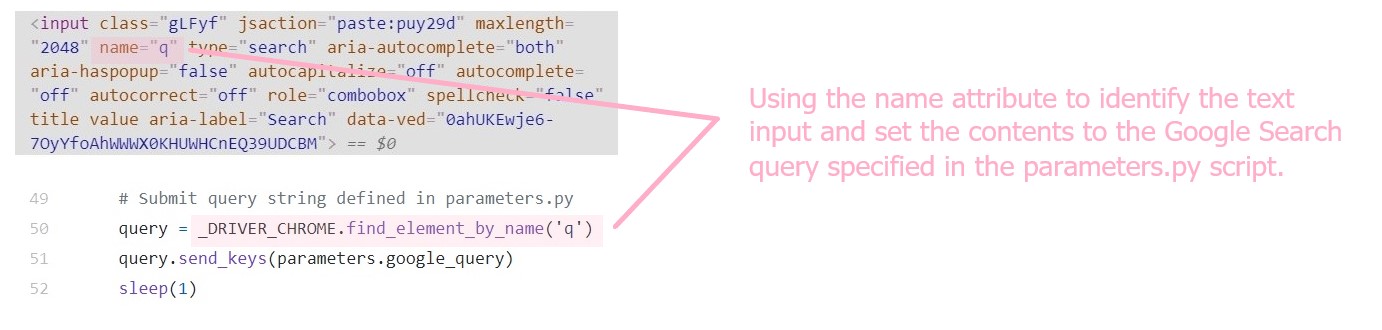 <input class="gLFyf" jsaction="paste:puy29d" maxlength=
"2048" name="q" type="search" aria-autocomplete="both"
aria-haspopup="false" autocapitalize="off" autocomplete=
"off" autocorrect="off" role="combobox" spellcheck="false"
title value aria-label="Search" data-ved="0ahUKEwje6-
7OyYfoAhWWWX0KHUWHCnEQ39UDCBM"> == $0
Using the name attribute to identify the text
input and set the contents to the Google Search
query specified in the parameters.py script.
49 # Submit query string defined in parameters.py
50 query = _DRIVER_CHROME.find_element_by_name('q')
51 query.send_keys(parameters.google_query)
52 sleep(1)